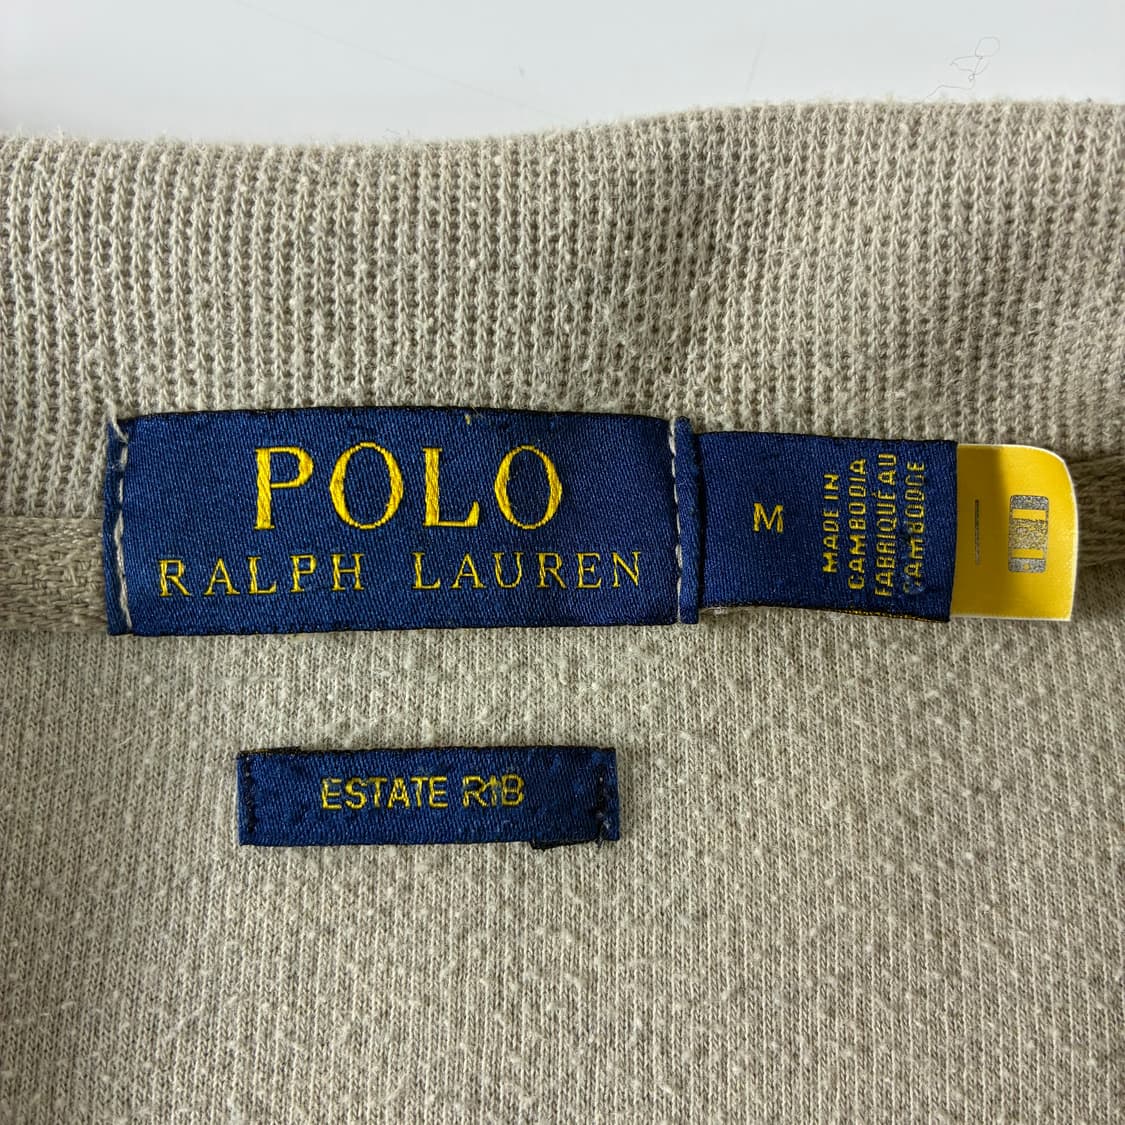 POLO
RALPH LAUREN
M
MADE IN
CAMBODIA
FABRIQUÉ AU
CAMBODGE
ESTATE RIB